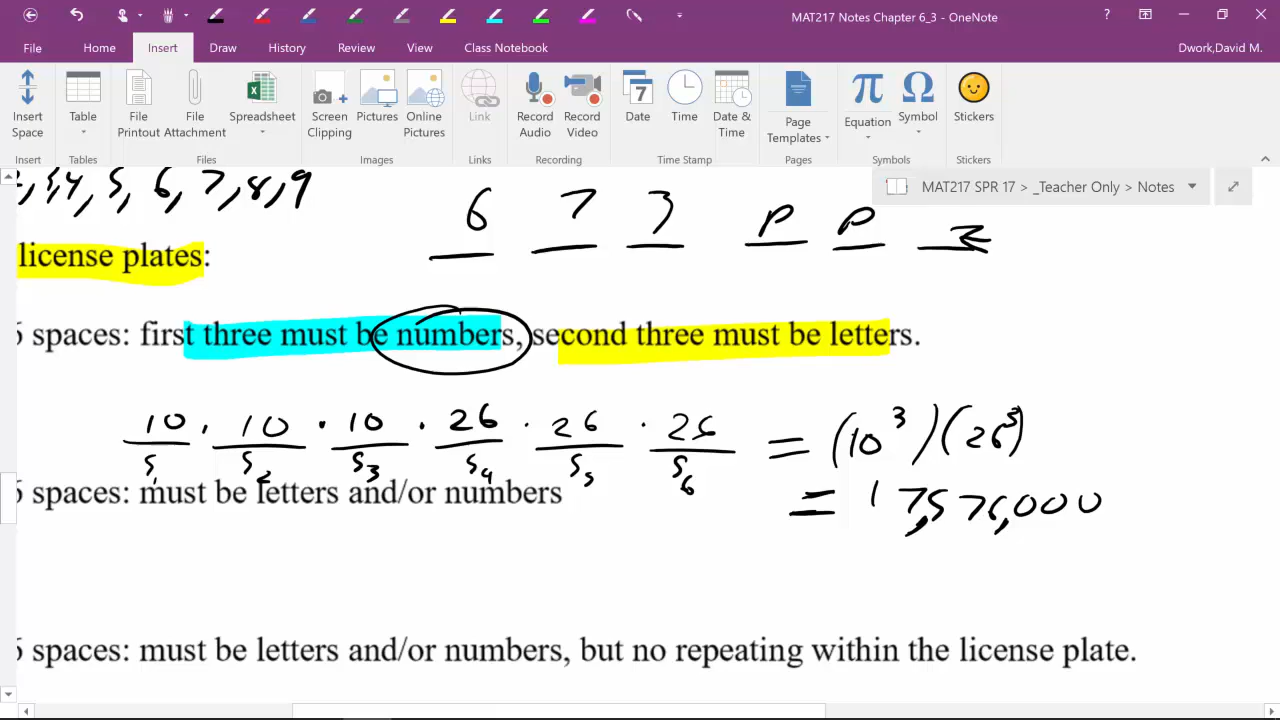 MAT217 Notes Chapter 6_3 - OneNote
?
File Home Insert Draw History Review View Class Notebook Dwork,David M.
Insert Space Table File Printout File Attachment Spreadsheet Screen Clipping Pictures Online Pictures Link Record Audio Record Video Date Time Date & Time Page Templates Equation Symbol Stickers
Insert Tables Files Images Links Recording Time Stamp Pages Symbols Stickers
MAT217 SPR 17 > _Teacher Only > Notes
, 3, 4, 5, 6, 7, 8, 9 6 7 3 P P Z
license plates:
6 spaces: first three must be numbers, second three must be letters.
10 · 10 · 10 · 26 · 26 · 26 = (10³)(26³)
S1 S2 S3 S4 S5 S6
6 spaces: must be letters and/or numbers
= 17,576,000
6 spaces: must be letters and/or numbers, but no repeating within the license plate.